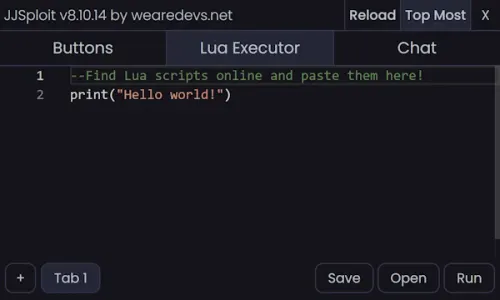 JJSploit v8.10.14 by wearedevs.net Reload Top Most X
Buttons Lua Executor Chat
1 --Find Lua scripts online and paste them here!
2 print("Hello world!")
+ Tab 1 Save Open Run